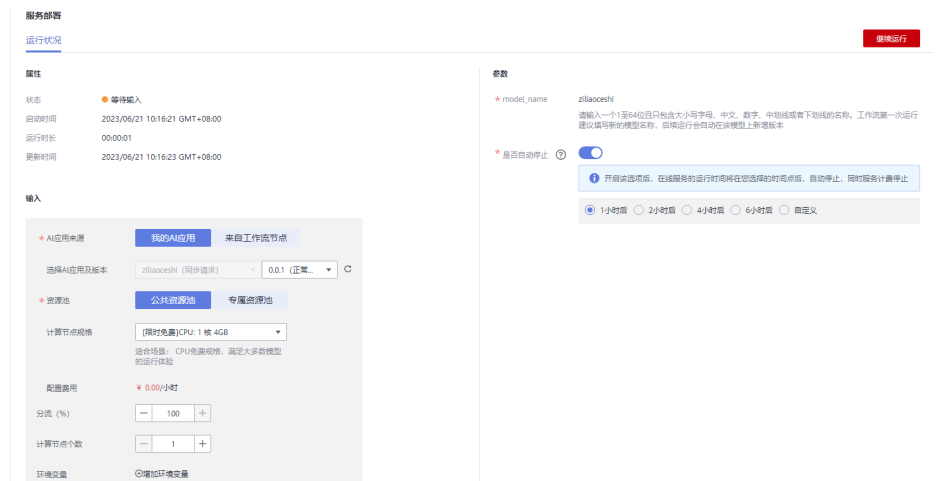 服务部署
运行状况
继续运行
属性
状态 等待输入
启动时间 2023/06/21 10:16:21 GMT+08:00
运行时长 00:00:01
更新时间 2023/06/21 10:16:23 GMT+08:00
输入
* AI应用来源 我的AI应用 来自工作流节点
选择AI应用及版本 ziliaoceshi（同步请求） 0.0.1（正常...
* 资源池 公共资源池 专属资源池
计算节点规格 [限时免费]CPU: 1 核 4GB
适合场景： CPU免费规格，满足大多数模型
的运行体验
配置费用 ¥ 0.00/小时
分流（%） 100
计算节点个数 1
环境变量 增加环境变量
参数
* model_name ziliaoceshi
请输入一个1至64位且只包含大小写字母、中文、数字、中划线或者下划线的名称。工作流第一次运行
建议填写新的模型名称，后续运行会自动在该模型上新增版本
* 是否自动停止 ?
开启该选项后，在线服务的运行时间将在您选择的时间点后，自动停止，同时服务计费停止
1小时后 2小时后 4小时后 6小时后 自定义